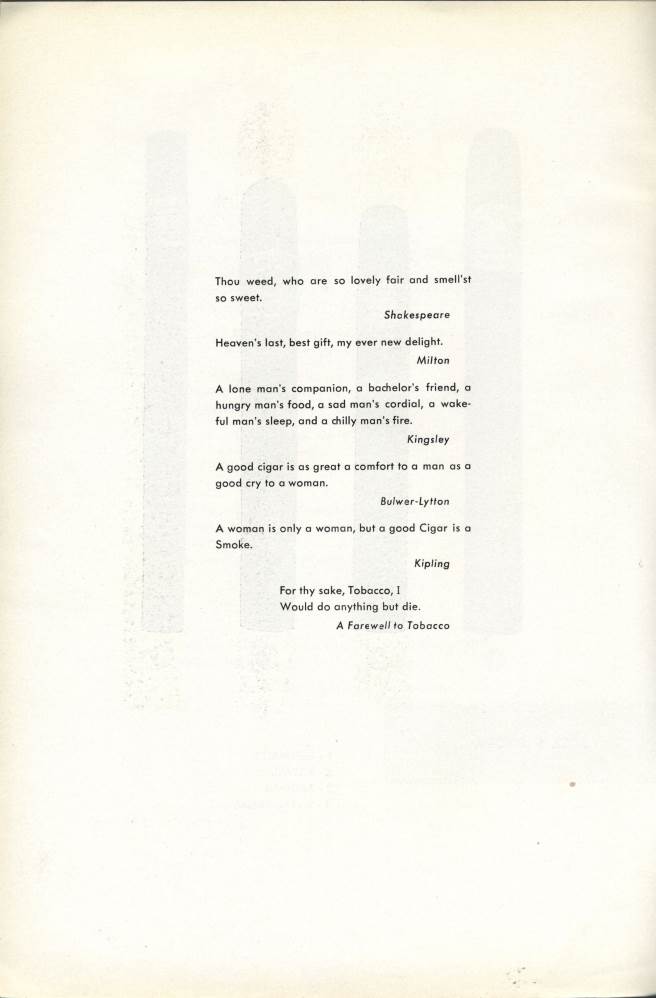 Thou weed, who are so lovely fair and smell'st
so sweet.
Shakespeare
Heaven's last, best gift, my ever new delight.
Milton
A lone man's companion, a bachelor's friend, a
hungry man's food, a sad man's cordial, a wake-
ful man's sleep, and a chilly man's fire.
Kingsley
A good cigar is as great a comfort to a man as a
good cry to a woman.
Bulwer-Lytton
A woman is only a woman, but a good Cigar is a
Smoke.
Kipling
For thy sake, Tobacco, I
Would do anything but die.
A Farewell to Tobacco